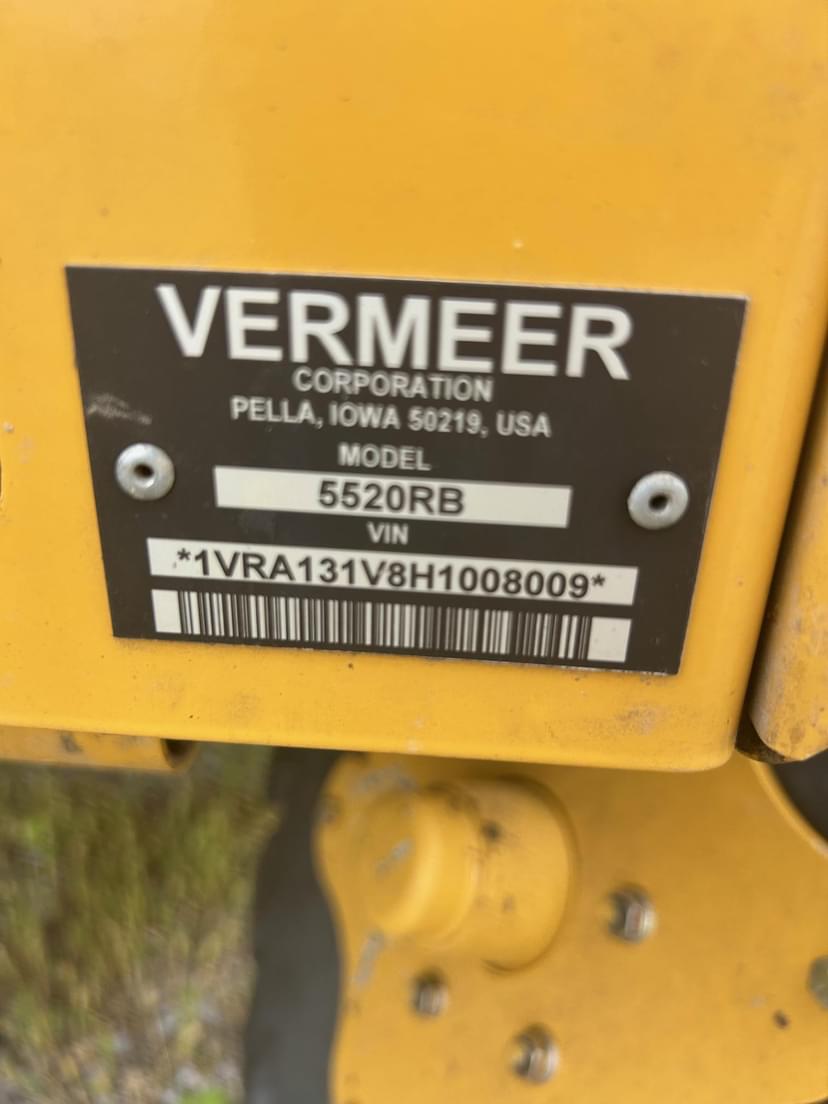 VERMEER
CORPORATION
PELLA, IOWA 50219, USA
MODEL
5520RB
VIN
*1VRA131V8H1008009*